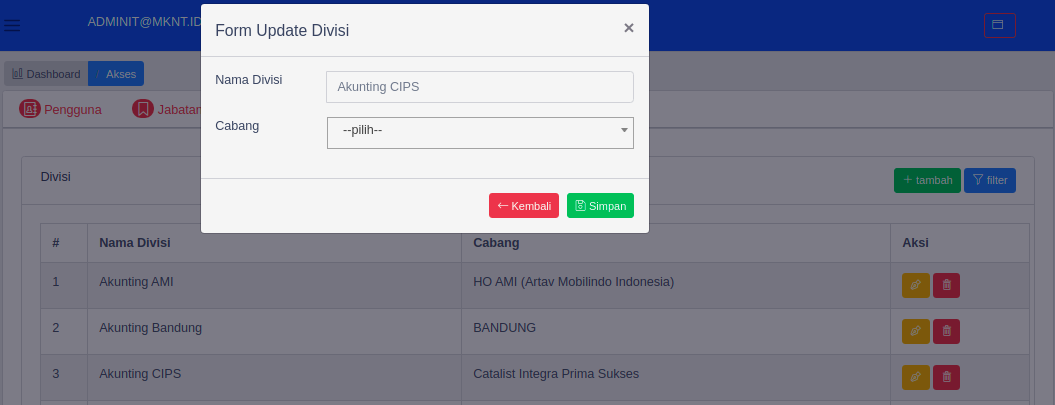 ADMINIT@MKNT.ID
Form Update Divisi
×
Dashboard / Akses
Nama Divisi
Akunting CIPS
Pengguna
Jabatan
Cabang
--pilih--
Divisi
+ tambah
filter
Kembali
Simpan
# Nama Divisi Cabang Aksi
1 Akunting AMI HO AMI (Artav Mobilindo Indonesia)
2 Akunting Bandung BANDUNG
3 Akunting CIPS Catalist Integra Prima Sukses